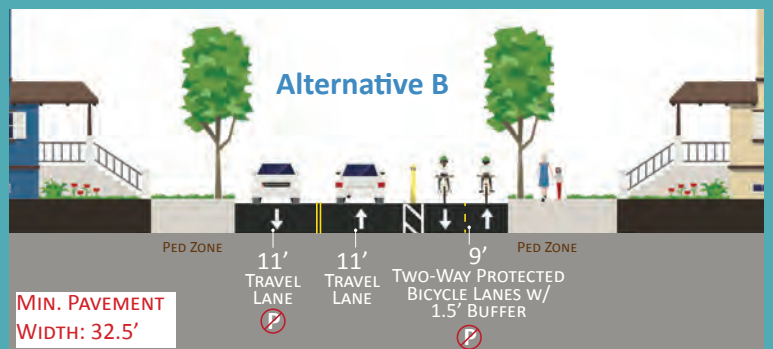 Alternative B
PED ZONE
11’
TRAVEL
LANE
P
11’
TRAVEL
LANE
9’
TWO-WAY PROTECTED
BICYCLE LANES W/
1.5’ BUFFER
P
PED ZONE
MIN. PAVEMENT
WIDTH: 32.5’